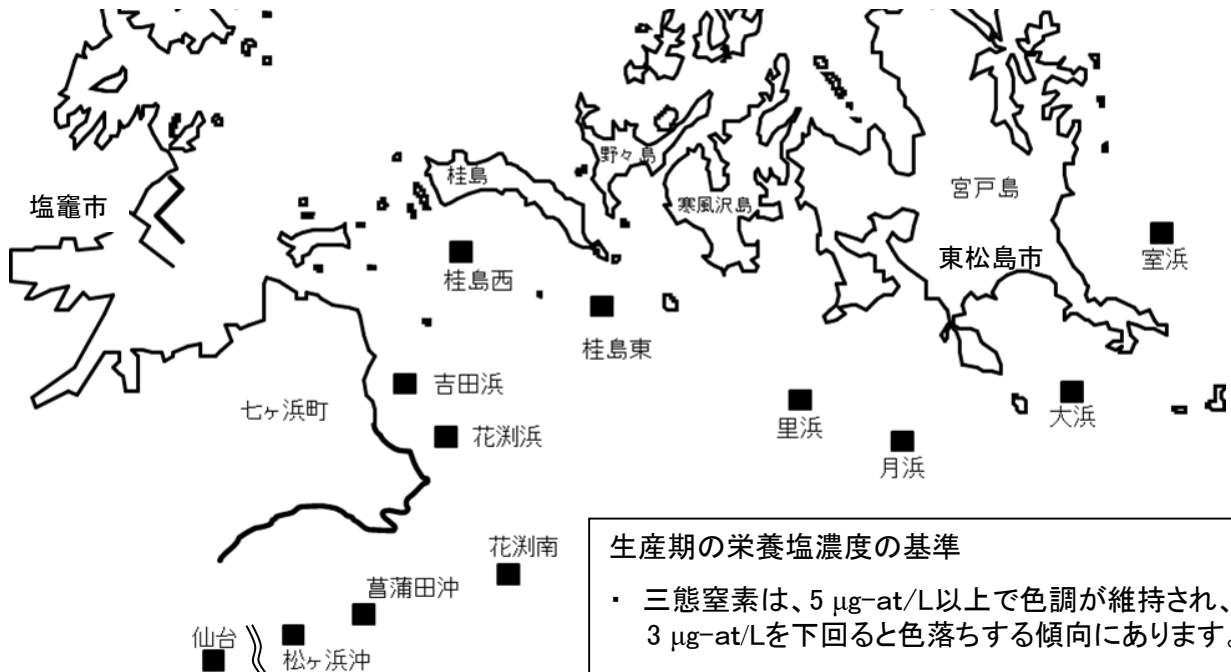 野々島
桂島
塩竈市
寒風沢島
宮戸島
桂島西
東松島市
室浜
桂島東
吉田浜
七ヶ浜町
花渕浜
里浜
大浜
月浜
花渕南
菖蒲田沖
仙台
松ヶ浜沖
生産期の栄養塩濃度の基準
・ 三態窒素は、5 μg-at/L以上で色調が維持され、
3 μg-at/Lを下回ると色落ちする傾向にあります。